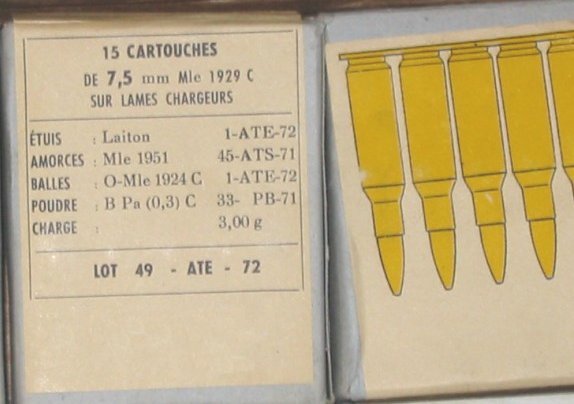 15 CARTOUCHES
DE 7,5 mm Mle 1929 C
SUR LAMES CHARGEURS
ÉTUIS : Laiton 1-ATE-72
AMORCES : Mle 1951 45-ATS-71
BALLES : O-Mle 1924 C 1-ATE-72
POUDRE : B Pa (0,3) C 33- PB-71
CHARGE : 3,00 g
LOT 49 - ATE - 72